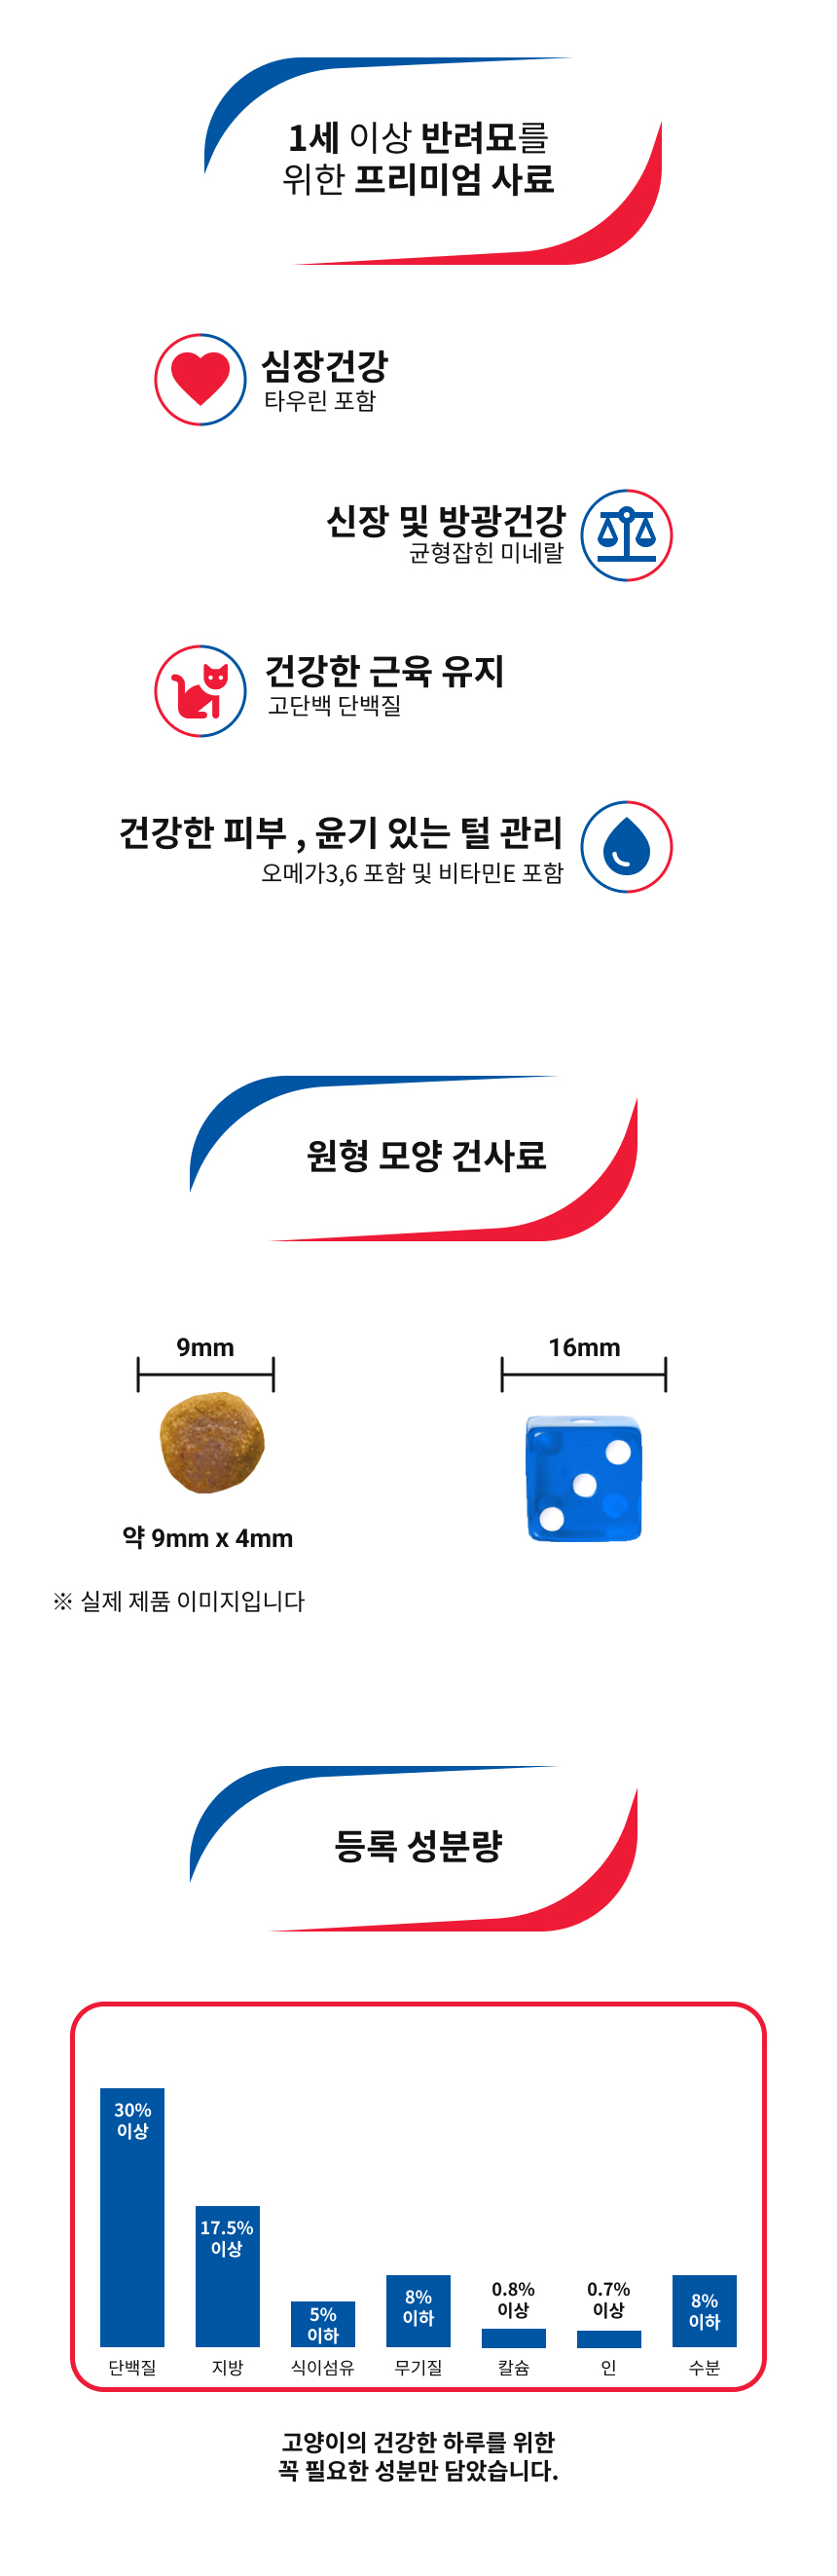 1세 이상 반려묘를
위한 프리미엄 사료
심장건강
타우린 포함
신장 및 방광건강
균형잡힌 미네랄
건강한 근육 유지
고단백 단백질
건강한 피부 , 윤기 있는 털 관리
오메가3,6 포함 및 비타민E 포함
원형 모양 건사료
9mm
16mm
약 9mm x 4mm
※ 실제 제품 이미지입니다
등록 성분량
30%
이상
17.5%
이상
5%
이하
8%
이하
0.8%
이상
0.7%
이상
8%
이하
단백질
지방
식이섬유
무기질
칼슘
인
수분
고양이의 건강한 하루를 위한
꼭 필요한 성분만 담았습니다.